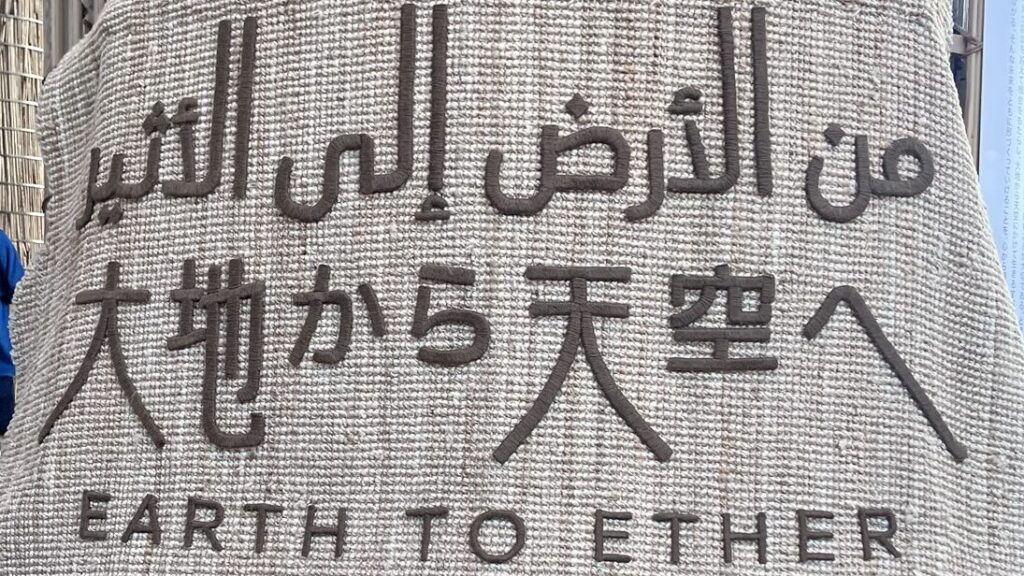 من الأرض إلى الأثير
大地から天空へ
EARTH TO ETHER